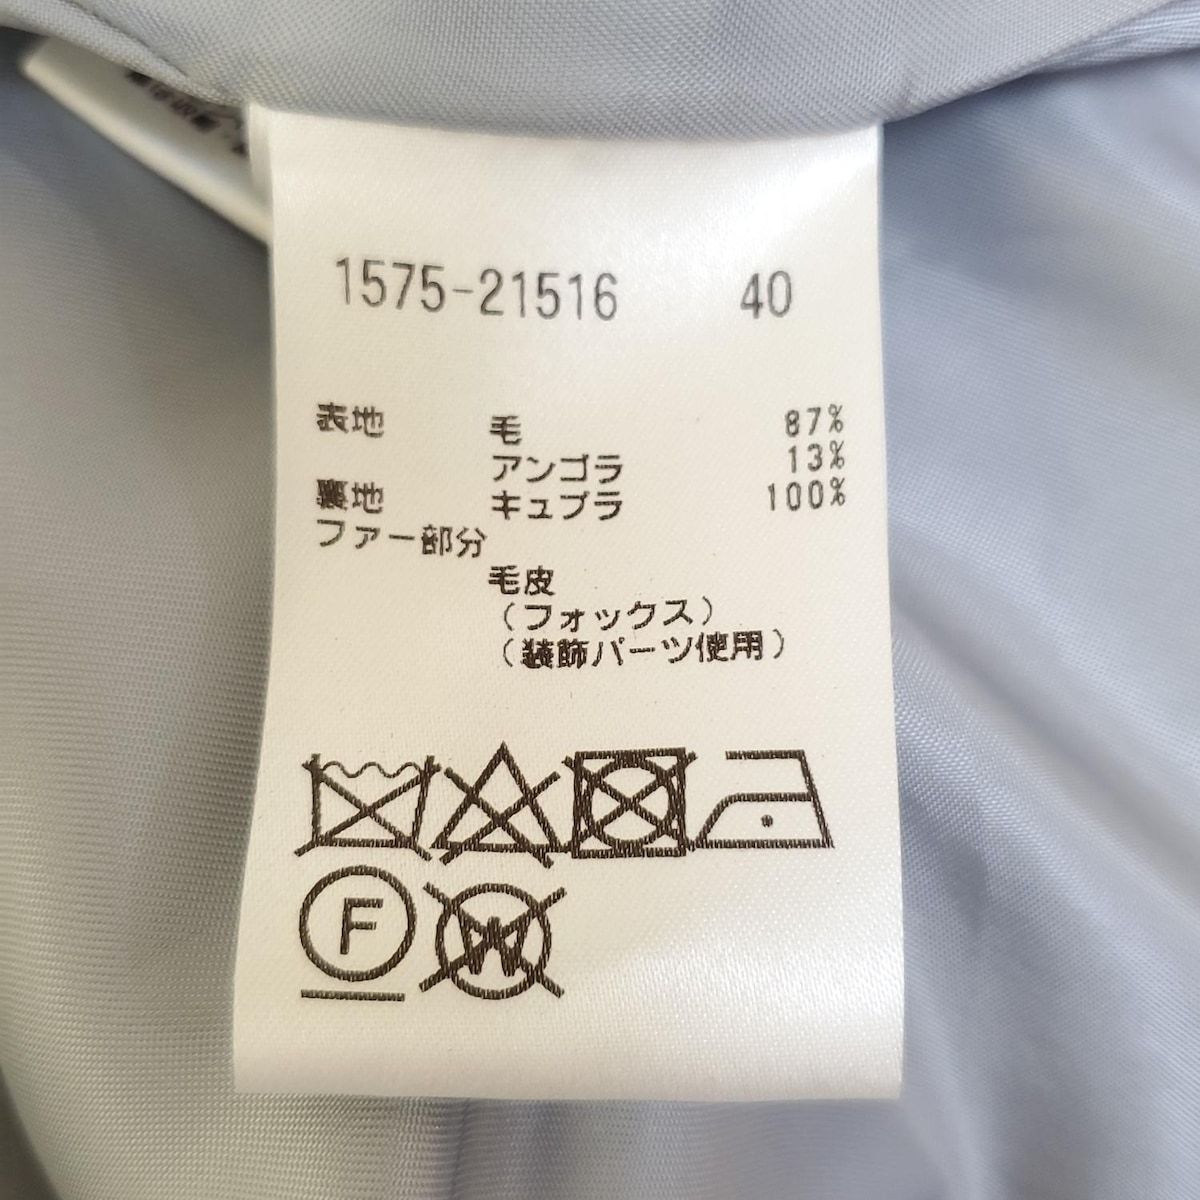 1575-21516 40
表地 毛 87%
アンゴラ 13%
裏地 キュプラ 100%
ファー部分
毛皮
(フォックス)
(装飾パーツ使用)
F
W